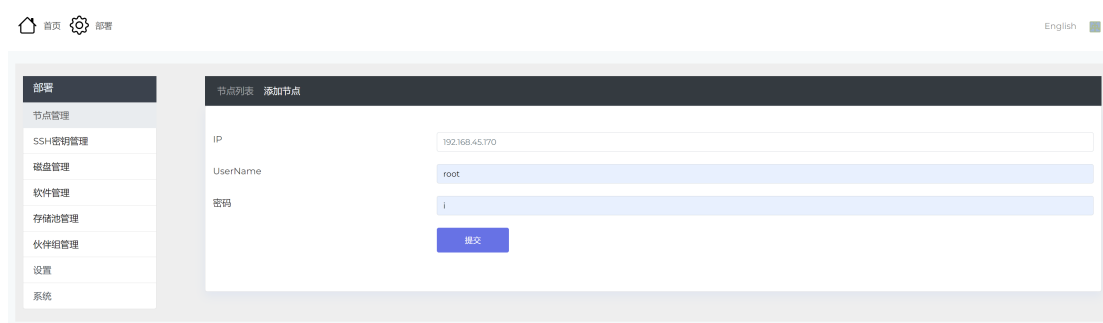 首页 部署 English
部署
节点管理
SSH密钥管理
磁盘管理
软件管理
存储池管理
伙伴组管理
设置
系统
节点列表 添加节点
IP 192.168.45.170
UserName root
密码 i
提交